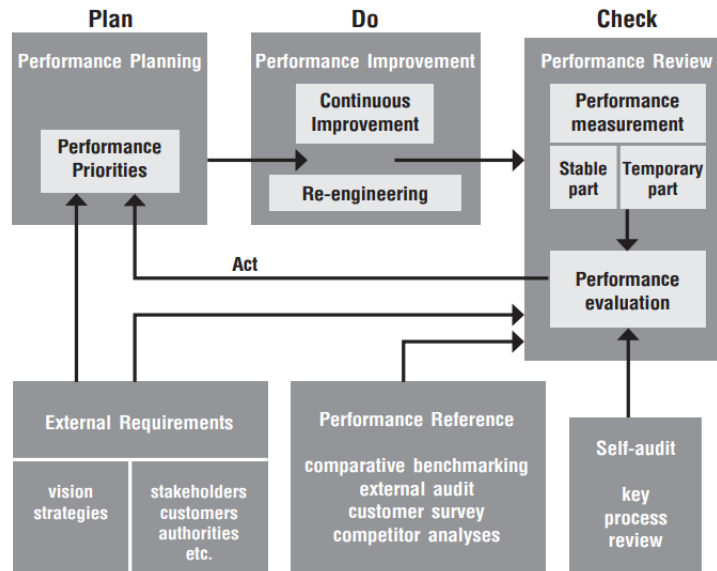 Plan
Do
Check
Performance Planning
Performance
Priorities
Performance Improvement
Continuous
Improvement
Re-engineering
Performance Review
Performance
measurement
Stable
part
Temporary
part
Performance
evaluation
Act
External Requirements
vision
strategies
stakeholders
customers
authorities
etc.
Performance Reference
comparative benchmarking
external audit
customer survey
competitor analyses
Self-audit
key
process
review